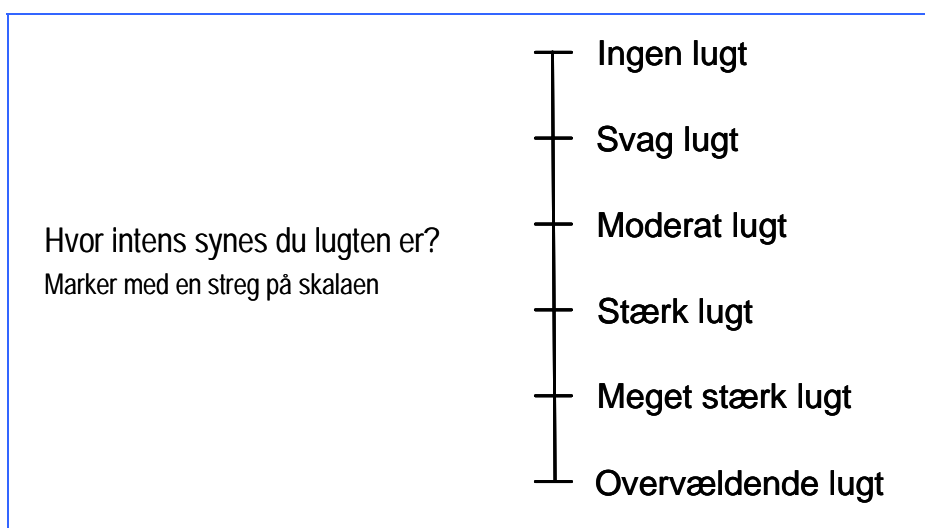 Hvor intens synes du lugten er?
Marker med en streg på skalaen
Ingen lugt
Svag lugt
Moderat lugt
Stærk lugt
Meget stærk lugt
Overvældende lugt